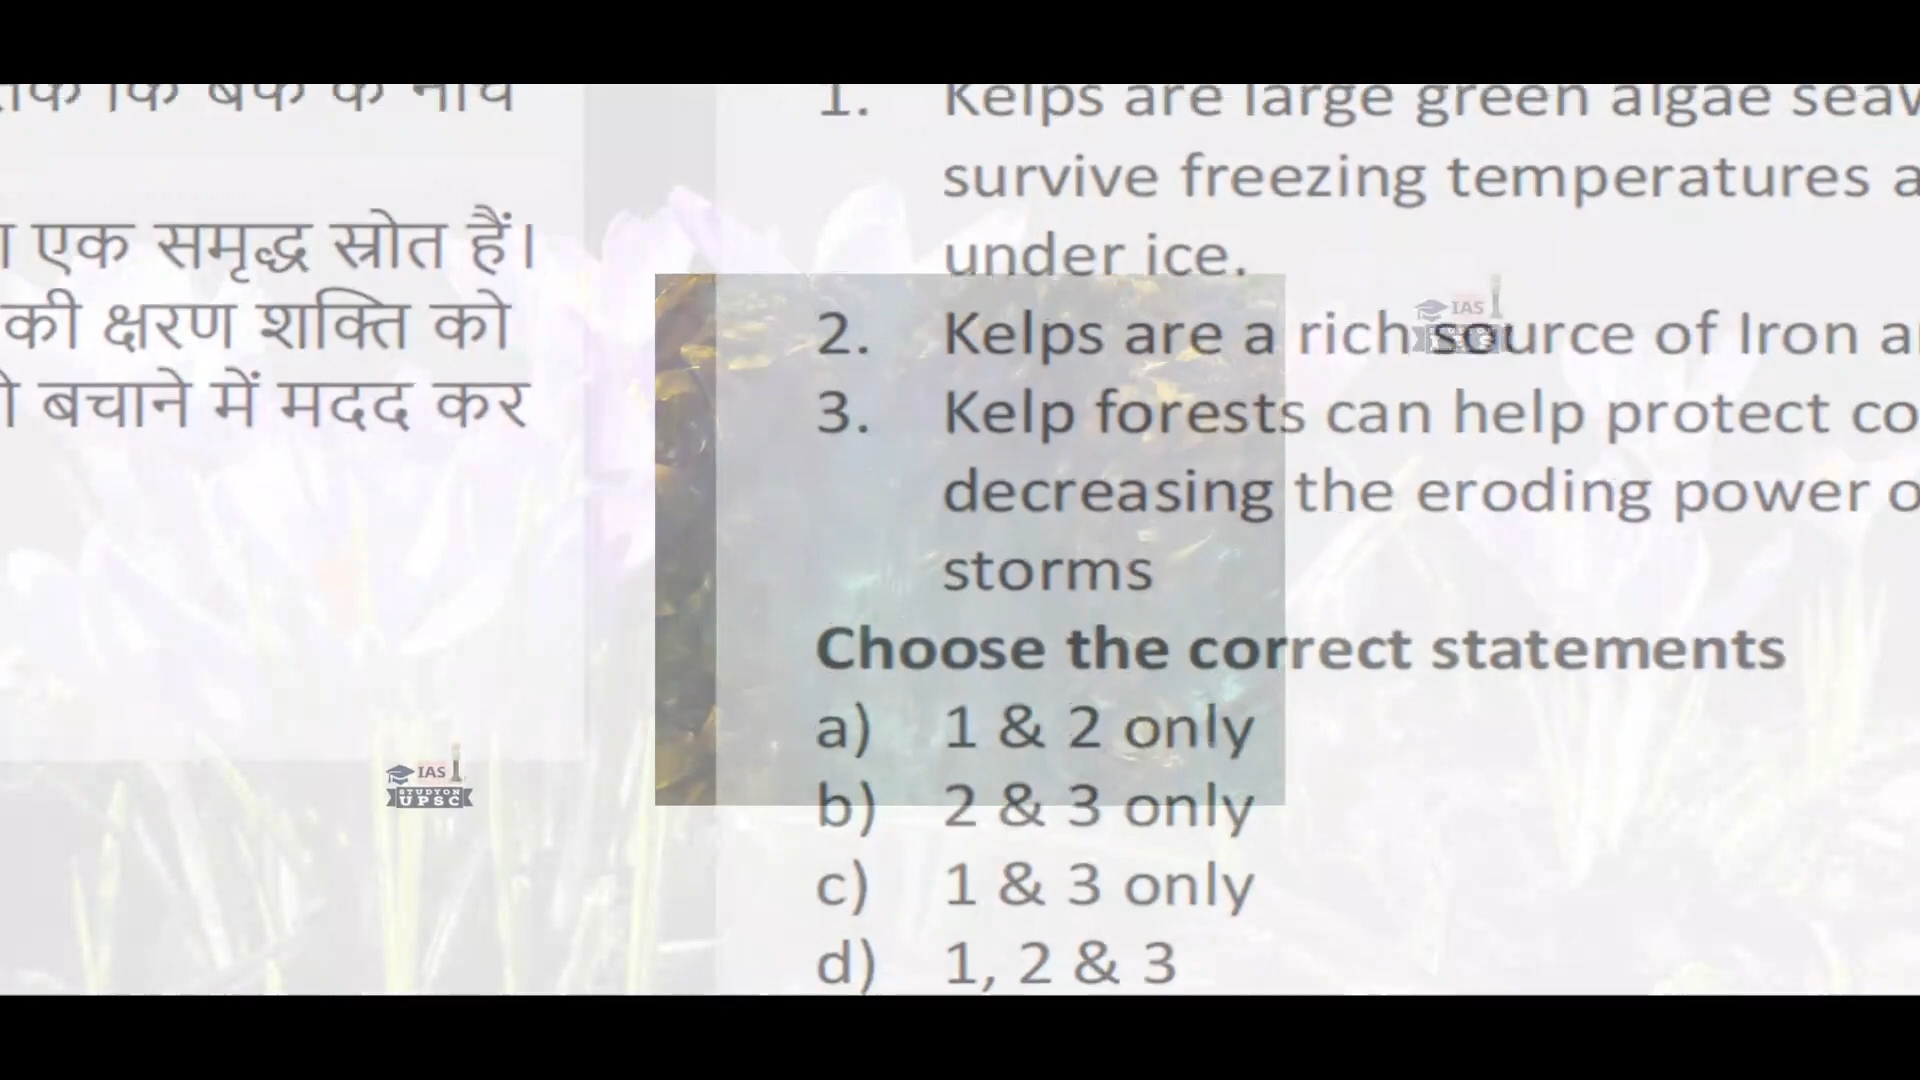 एक समृद्ध स्रोत हैं।
की क्षरण शक्ति को
बचाने में मदद कर
1. Kelps are large green algae
survive freezing temperatures
under ice.
2. Kelps are a rich source of Iron
3. Kelp forests can help protect
decreasing the eroding power
storms
Choose the correct statements
a) 1 & 2 only
b) 2 & 3 only
c) 1 & 3 only
d) 1, 2 & 3
IAS
IAS
STUDYON
UPSC